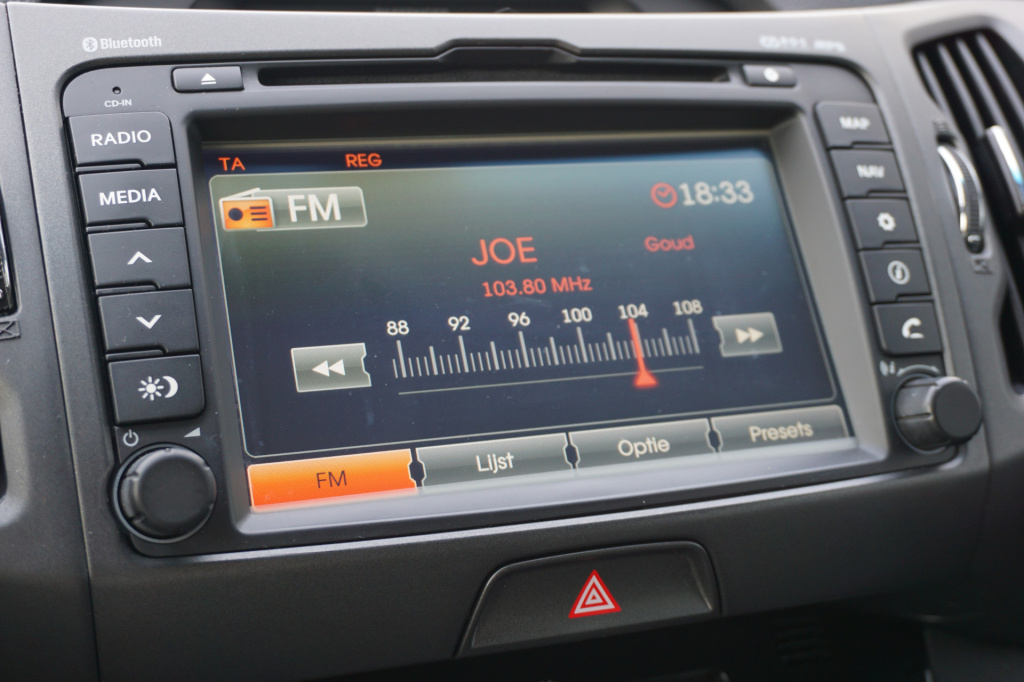 Bluetooth
CD-IN
RADIO
MEDIA
MAP
NAV
TA REG
FM
18:33
JOE
Goud
103.80 MHz
88 92 96 100 104 108
FM Lijst Optie Presets